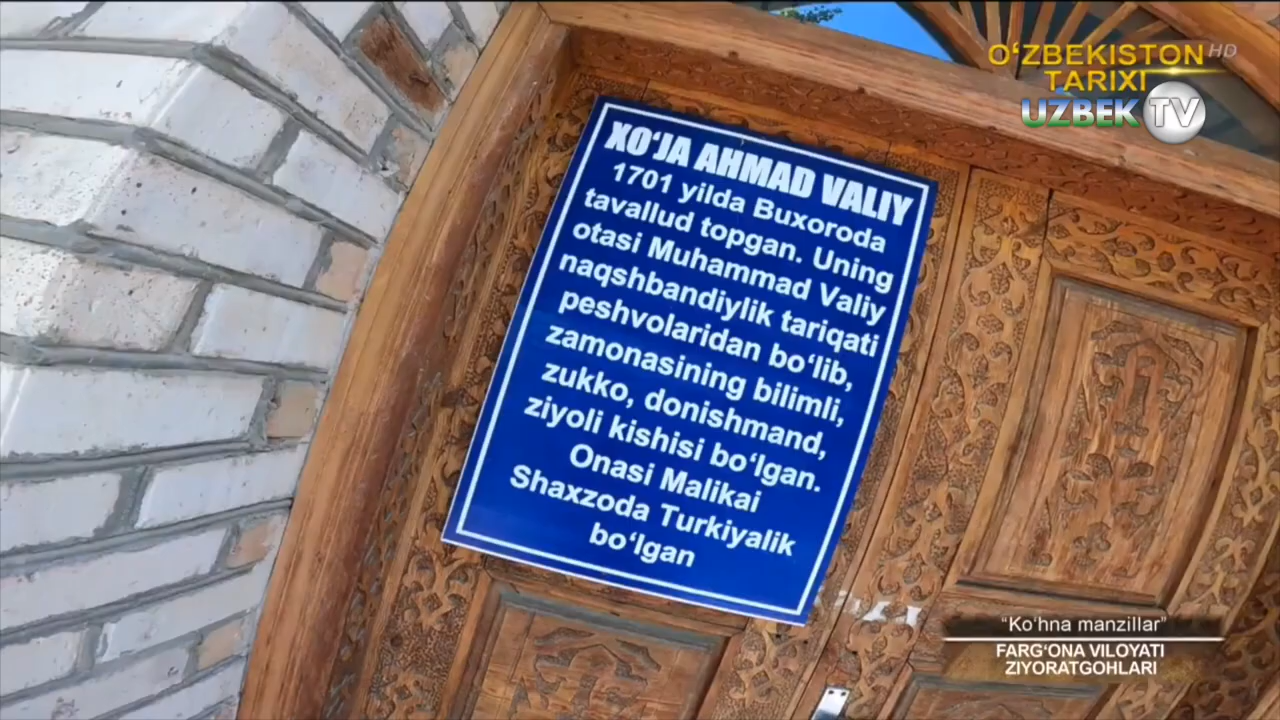 O‘ZBEKISTON HD
TARIXI
UZBEK TV
XO‘JA AHMAD VALIY
1701 yilda Buxoroda
tavallud topgan. Uning
otasi Muhammad Valiy
naqshbandiylik tariqati
peshvolaridan bo‘lib,
zamonasining bilimli,
zukko, donishmand,
ziyoli kishisi bo‘lgan.
Onasi Malikai
Shaxzoda Turkiyalik
bo‘lgan
“Ko‘hna manzillar”
FARG‘ONA VILOYATI
ZIYORATGOHLARI